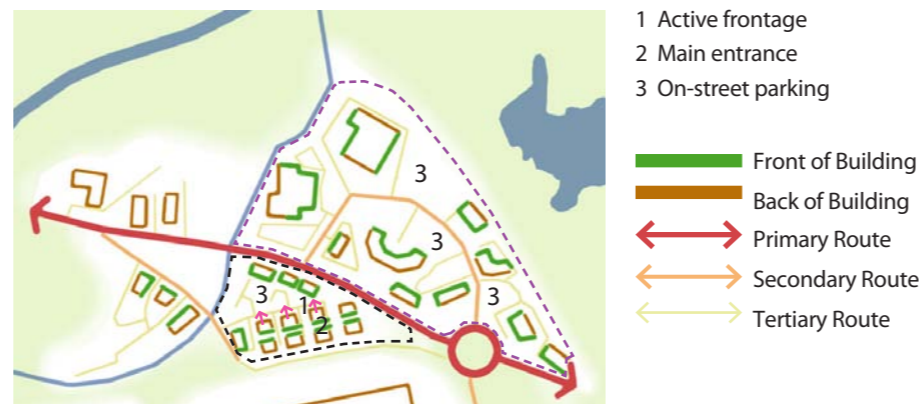 1 Active frontage
2 Main entrance
3 On-street parking
Front of Building
Back of Building
Primary Route
Secondary Route
Tertiary Route
3
3
3
3
1
2